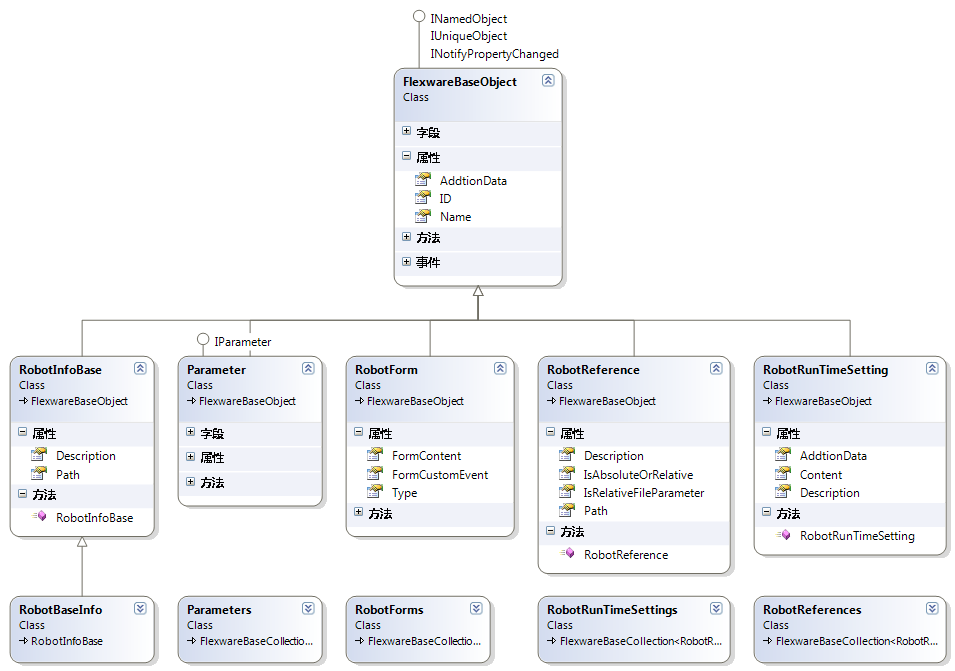 INamedObject
IUniqueObject
INotifyPropertyChanged
FlexwareBaseObject
Class
字段
属性
AddtionData
ID
Name
方法
事件
IParameter
RobotInfoBase
Class
FlexwareBaseObject
属性
Description
Path
方法
RobotInfoBase
Parameter
Class
FlexwareBaseObject
字段
属性
方法
RobotForm
Class
FlexwareBaseObject
属性
FormContent
FormCustomEvent
Type
方法
RobotReference
Class
FlexwareBaseObject
属性
Description
IsAbsoluteOrRelative
IsRelativeFileParameter
Path
方法
RobotReference
RobotRunTimeSetting
Class
FlexwareBaseObject
属性
AddtionData
Content
Description
方法
RobotRunTimeSetting
RobotBaseInfo
Class
RobotInfoBase
Parameters
Class
FlexwareBaseCollectio...
RobotForms
Class
FlexwareBaseCollectio...
RobotRunTimeSettings
Class
FlexwareBaseCollection<RobotR...
RobotReferences
Class
FlexwareBaseCollection<RobotR...